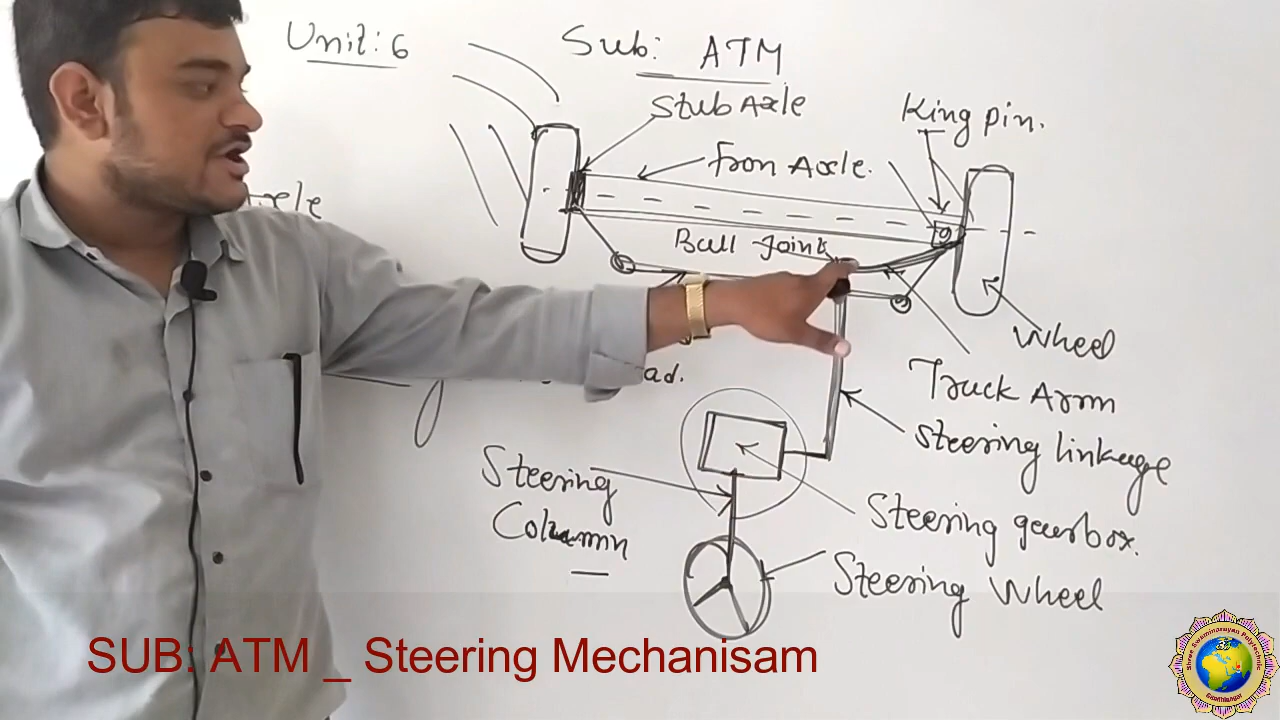 Unit: 6
Sub: ATM
Stub Axle
King pin.
Fron Axle.
Ball Joint
Wheel
Truck Arm
Steering linkage
Steering
Column
Steering gearbox.
Steering Wheel
SUB: ATM _ Steering Mechanisam